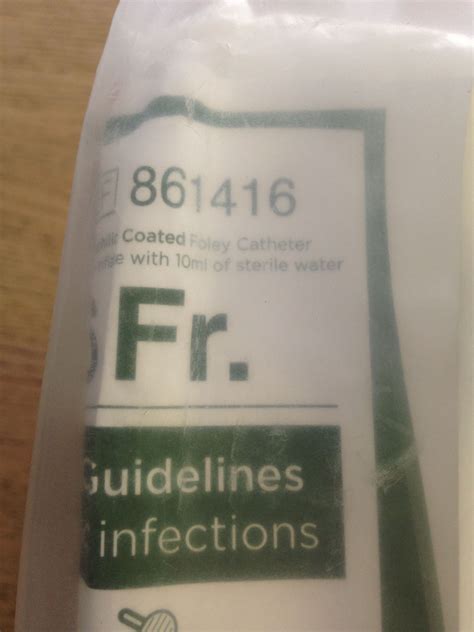 861416
Coated Foley Catheter
with 10ml of sterile water
Fr.
Guidelines
infections